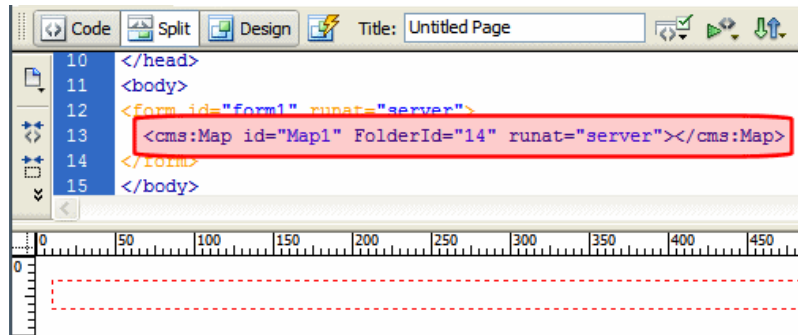 Code Split Design Title: Untitled Page
10 </head>
11 <body>
12 <form id="form1" runat="server">
13 <cms:Map id="Map1" FolderId="14" runat="server"></cms:Map>
14 </form>
15 </body>
0 50 100 150 200 250 300 350 400 450
0